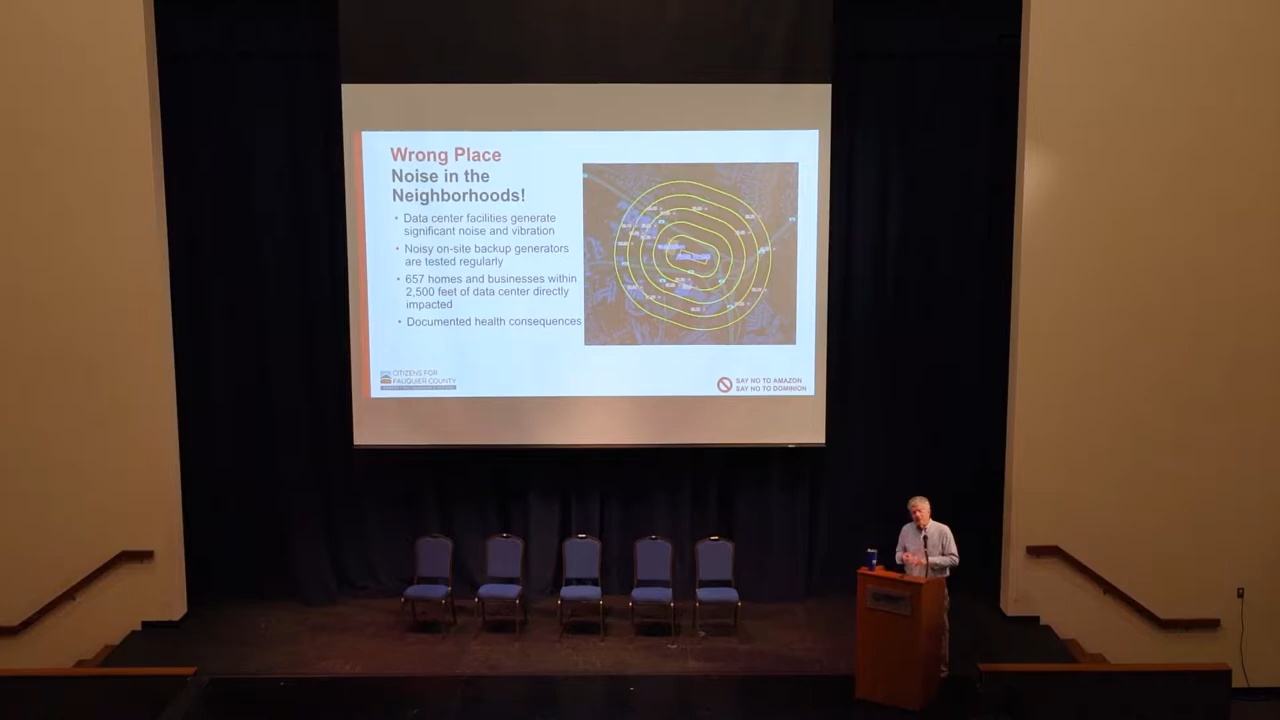 Wrong Place
Noise in the
Neighborhoods!
• Data center facilities generate
significant noise and vibration
• Noisy on-site backup generators
are tested regularly
• 657 homes and businesses within
2,500 feet of data center directly
impacted
• Documented health consequences
CITIZENS FOR
FAUQUIER COUNTY
SAY NO TO AMAZON
SAY NO TO DOMINION